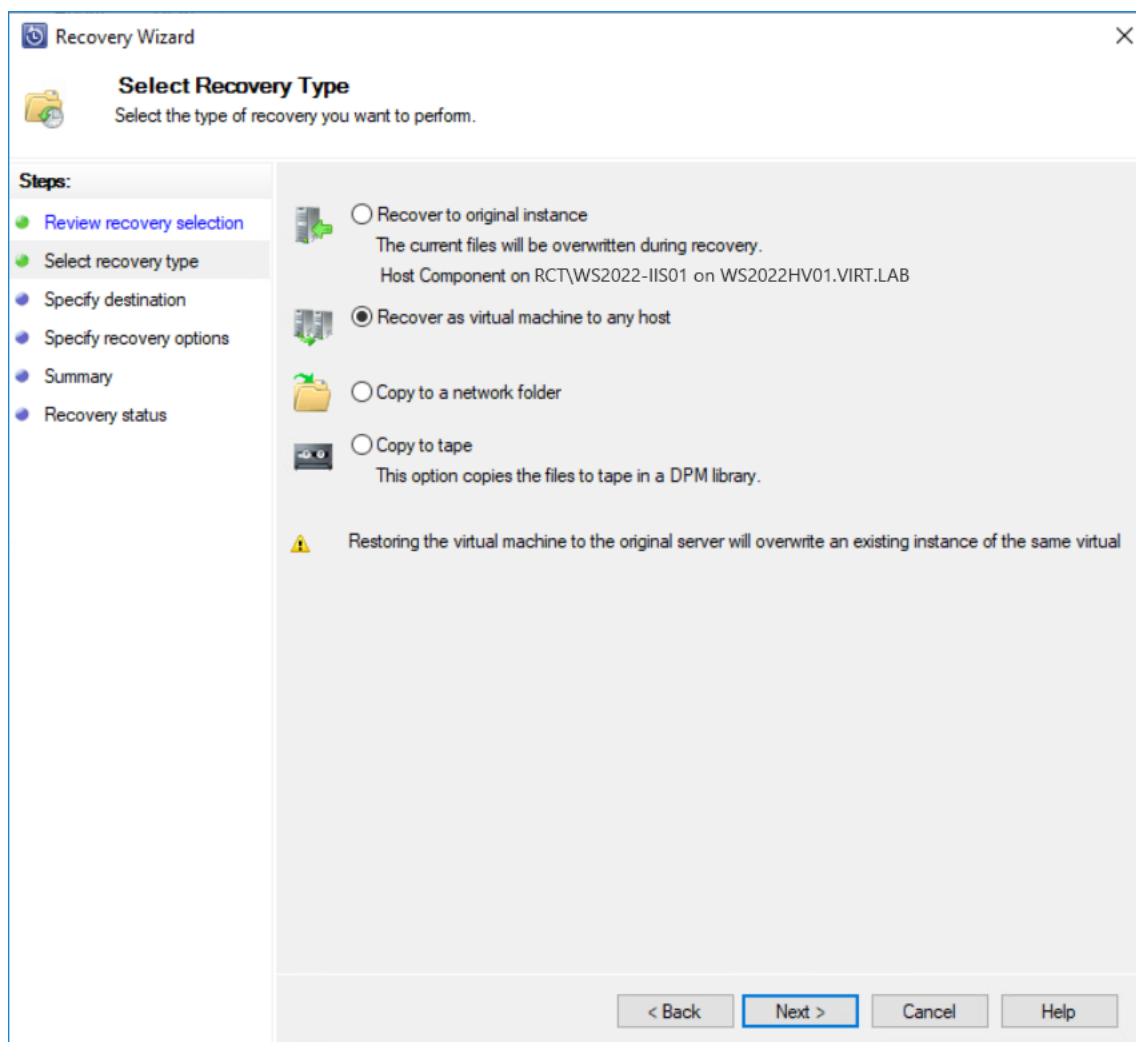 Recovery Wizard
Select Recovery Type
Select the type of recovery you want to perform.
Steps:
Review recovery selection
Select recovery type
Specify destination
Specify recovery options
Summary
Recovery status
Recover to original instance
The current files will be overwritten during recovery.
Host Component on RCT\WS2022-IIS01 on WS2022HV01.VIRT.LAB
Recover as virtual machine to any host
Copy to a network folder
Copy to tape
This option copies the files to tape in a DPM library.
Restoring the virtual machine to the original server will overwrite an existing instance of the same virtual
< Back
Next >
Cancel
Help